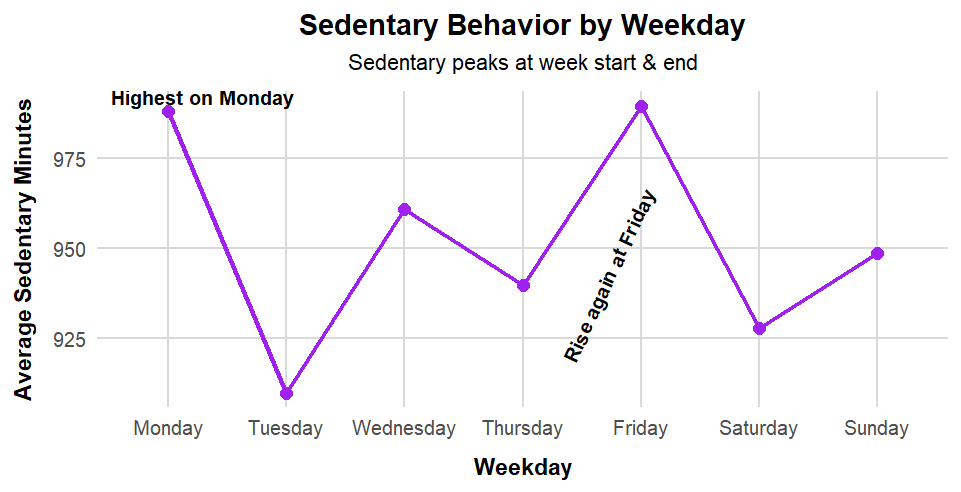 Sedentary Behavior by Weekday
Sedentary peaks at week start & end
Highest on Monday
Average Sedentary Minutes
975
950
925
Rise again at Friday
Monday Tuesday Wednesday Thursday Friday Saturday Sunday
Weekday